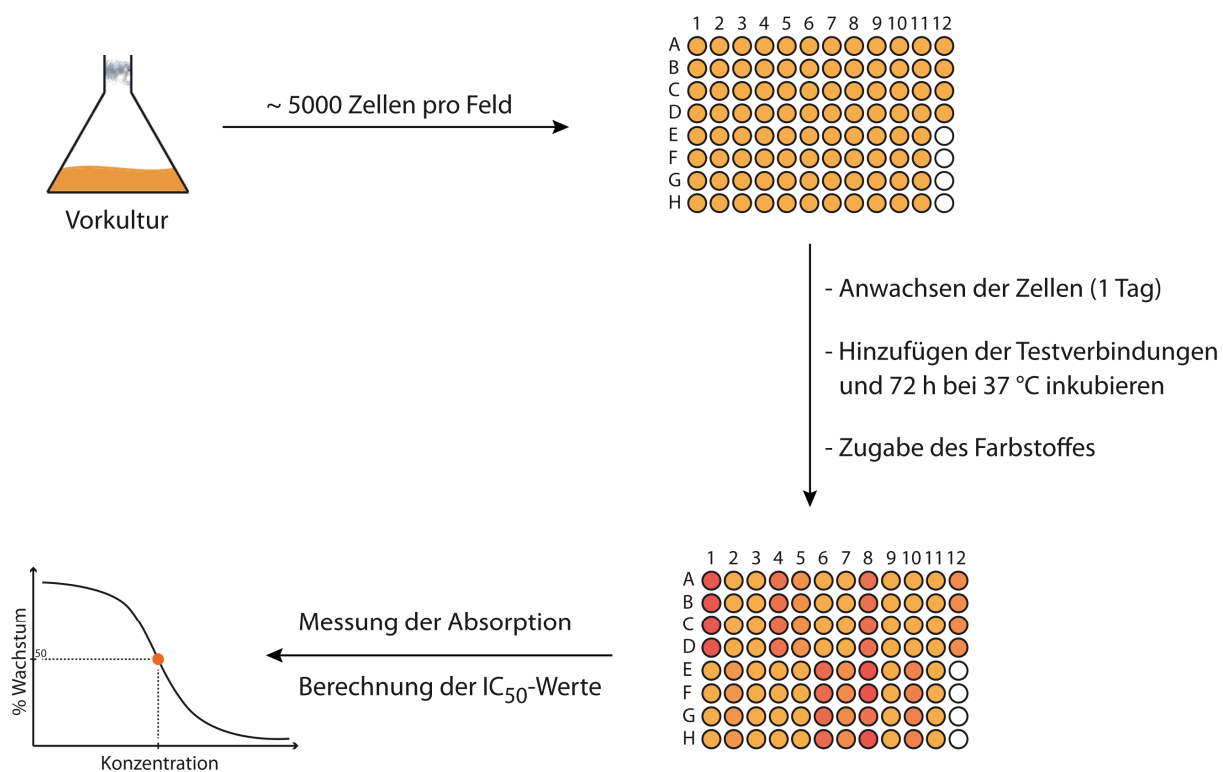 1 2 3 4 5 6 7 8 9 10 11 12
A
B
C
D
E
F
G
H
~ 5000 Zellen pro Feld
Vorkultur
- Anwachsen der Zellen (1 Tag)
- Hinzufügen der Testverbindungen
und 72 h bei 37 °C inkubieren
- Zugabe des Farbstoffes
1 2 3 4 5 6 7 8 9 10 11 12
A
B
C
D
E
F
G
H
Messung der Absorption
Berechnung der IC50-Werte
% Wachstum
50
Konzentration